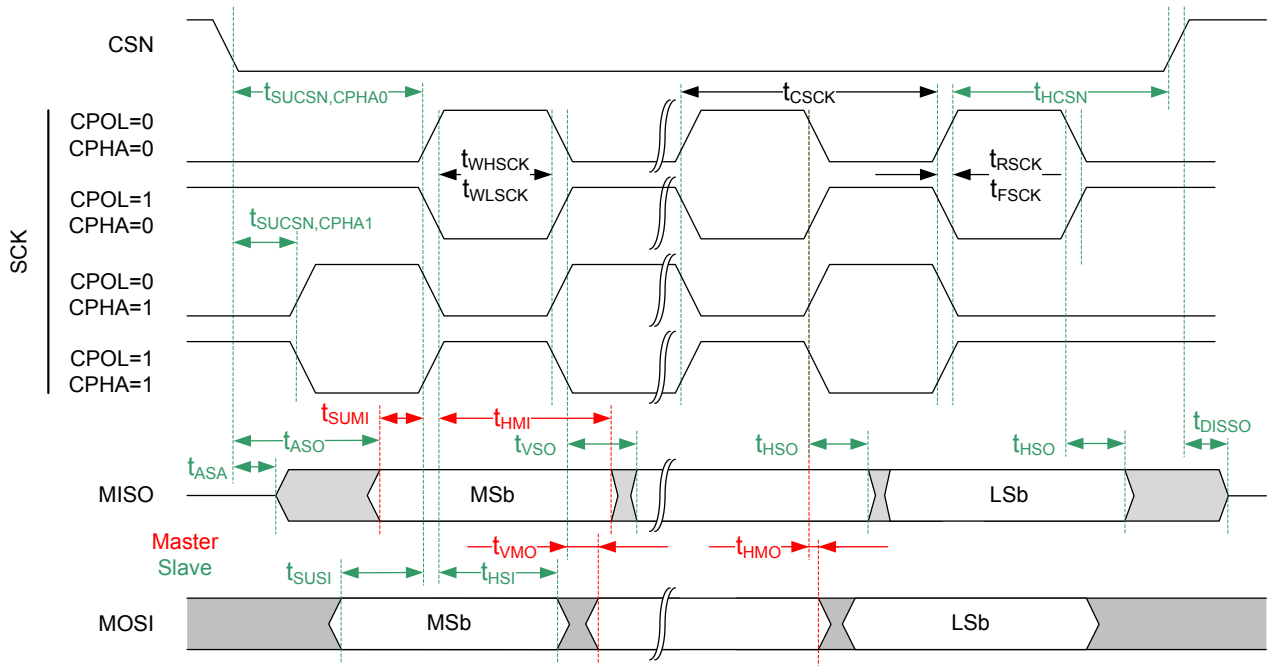 CSN
tSUCSN,CPHA0
tCSCK
tHCSN
SCK
CPOL=0
CPHA=0
tWHSCK
tWLSCK
tRSCK
tFSCK
CPOL=1
CPHA=0
tSUCSN,CPHA1
CPOL=0
CPHA=1
CPOL=1
CPHA=1
tSUMI
tHMI
tASO
tVSO
tHSO
tHSO
tDISSO
tASA
MISO
MSb
LSb
Master
Slave
tVMO
tHMO
tSUSI
tHSI
MOSI
MSb
LSb